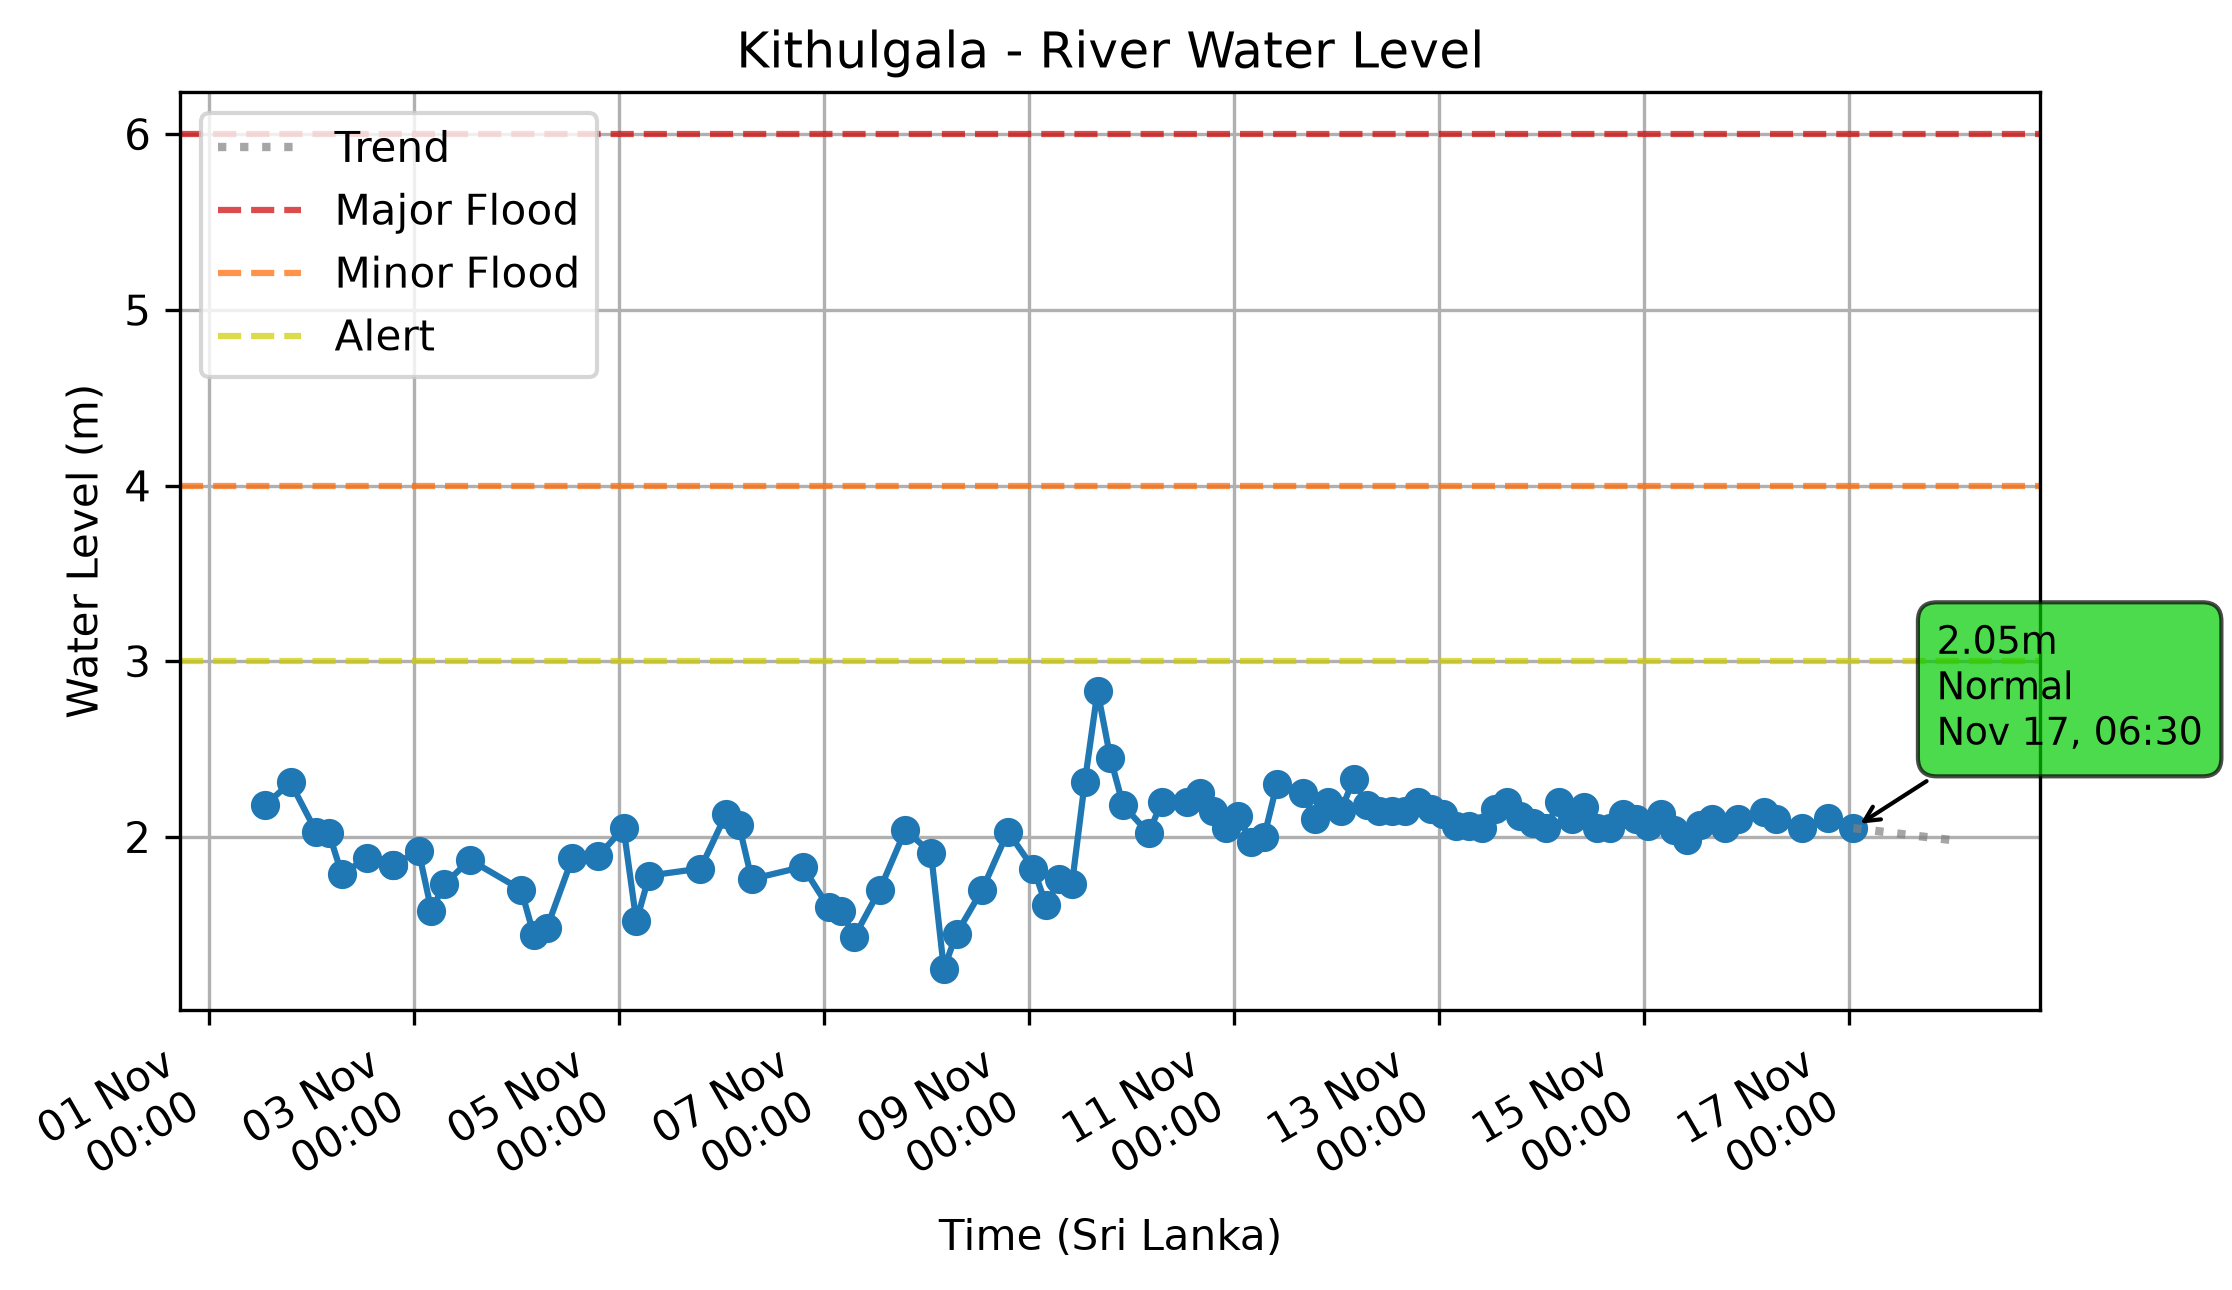 Kithulgala - River Water Level
Trend
Major Flood
Minor Flood
Alert
6
5
4
3
2
Water Level (m)
2.05m
Normal
Nov 17, 06:30
01 Nov
00:00
03 Nov
00:00
05 Nov
00:00
07 Nov
00:00
09 Nov
00:00
11 Nov
00:00
13 Nov
00:00
15 Nov
00:00
17 Nov
00:00
Time (Sri Lanka)